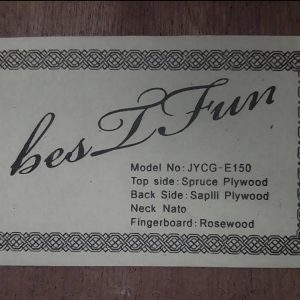 besTFun
Model No: JYCG-E150
Top side: Spruce Plywood
Back Side: Saplli Plywood
Neck Nato
Fingerboard: Rosewood